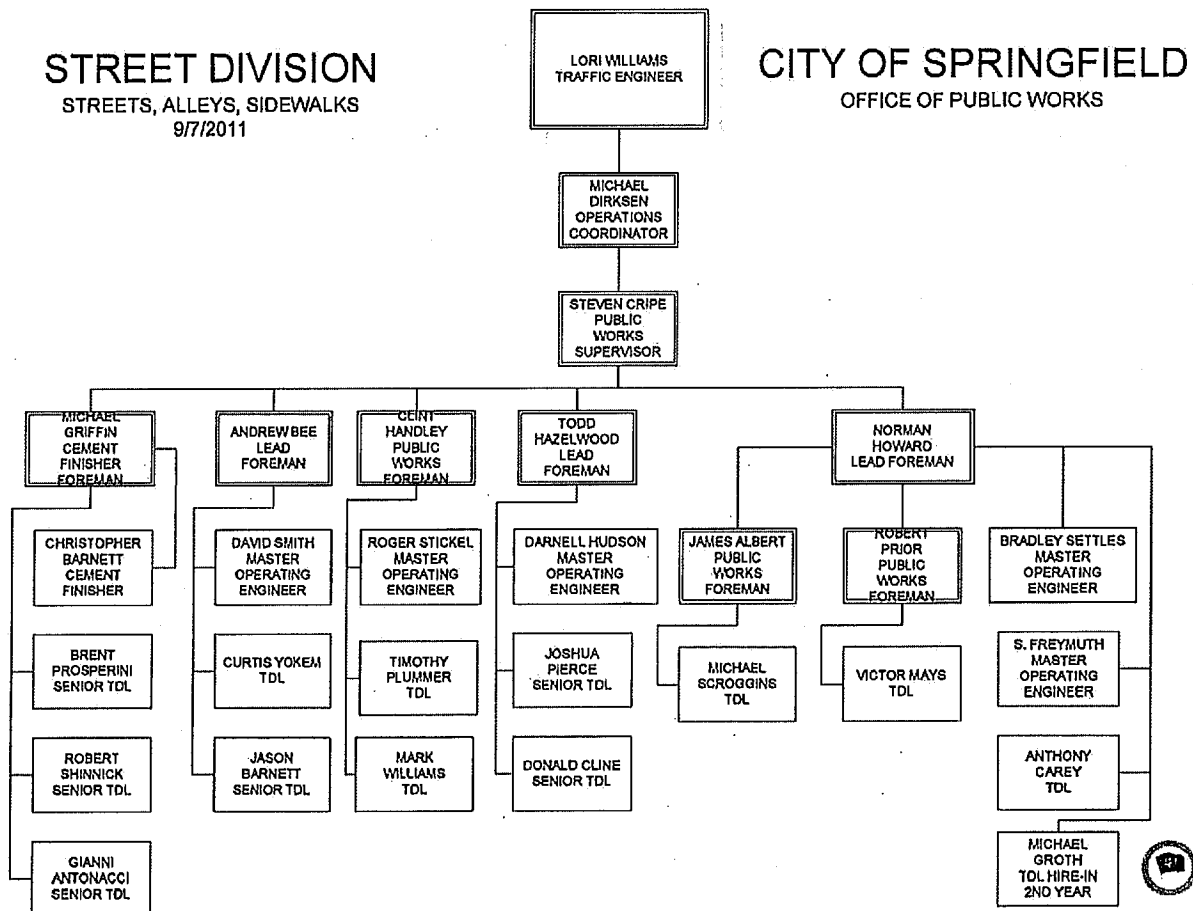 STREET DIVISION
STREETS, ALLEYS, SIDEWALKS
9/7/2011
CITY OF SPRINGFIELD
OFFICE OF PUBLIC WORKS
LORI WILLIAMS
TRAFFIC ENGINEER
MICHAEL
DIRKSEN
OPERATIONS
COORDINATOR
STEVEN CRIPE
PUBLIC
WORKS
SUPERVISOR
MICHAEL
GRIFFIN
CEMENT
FINISHER
FOREMAN
ANDREW BEE
LEAD
FOREMAN
CLINT
HANDLEY
PUBLIC
WORKS
FOREMAN
TODD
HAZELWOOD
LEAD
FOREMAN
NORMAN
HOWARD
LEAD FOREMAN
CHRISTOPHER
BARNETT
CEMENT
FINISHER
DAVID SMITH
MASTER
OPERATING
ENGINEER
ROGER STICKEL
MASTER
OPERATING
ENGINEER
DARNELL HUDSON
MASTER
OPERATING
ENGINEER
JAMES ALBERT
PUBLIC
WORKS
FOREMAN
ROBERT
PRIOR
PUBLIC
WORKS
FOREMAN
BRADLEY SETTLES
MASTER
OPERATING
ENGINEER
BRENT
PROSPERINI
SENIOR TDL
CURTIS YOKEM
TDL
TIMOTHY
PLUMMER
TDL
JOSHUA
PIERCE
SENIOR TDL
MICHAEL
SCROGGINS
TDL
VICTOR MAYS
TDL
S. FREYMUTH
MASTER
OPERATING
ENGINEER
ROBERT
SHINNICK
SENIOR TDL
JASON
BARNETT
SENIOR TDL
MARK
WILLIAMS
TDL
DONALD CLINE
SENIOR TDL
ANTHONY
CAREY
TDL
GIANNI
ANTONACCI
SENIOR TDL
MICHAEL
GROTH
TDL HIRE-IN
2ND YEAR